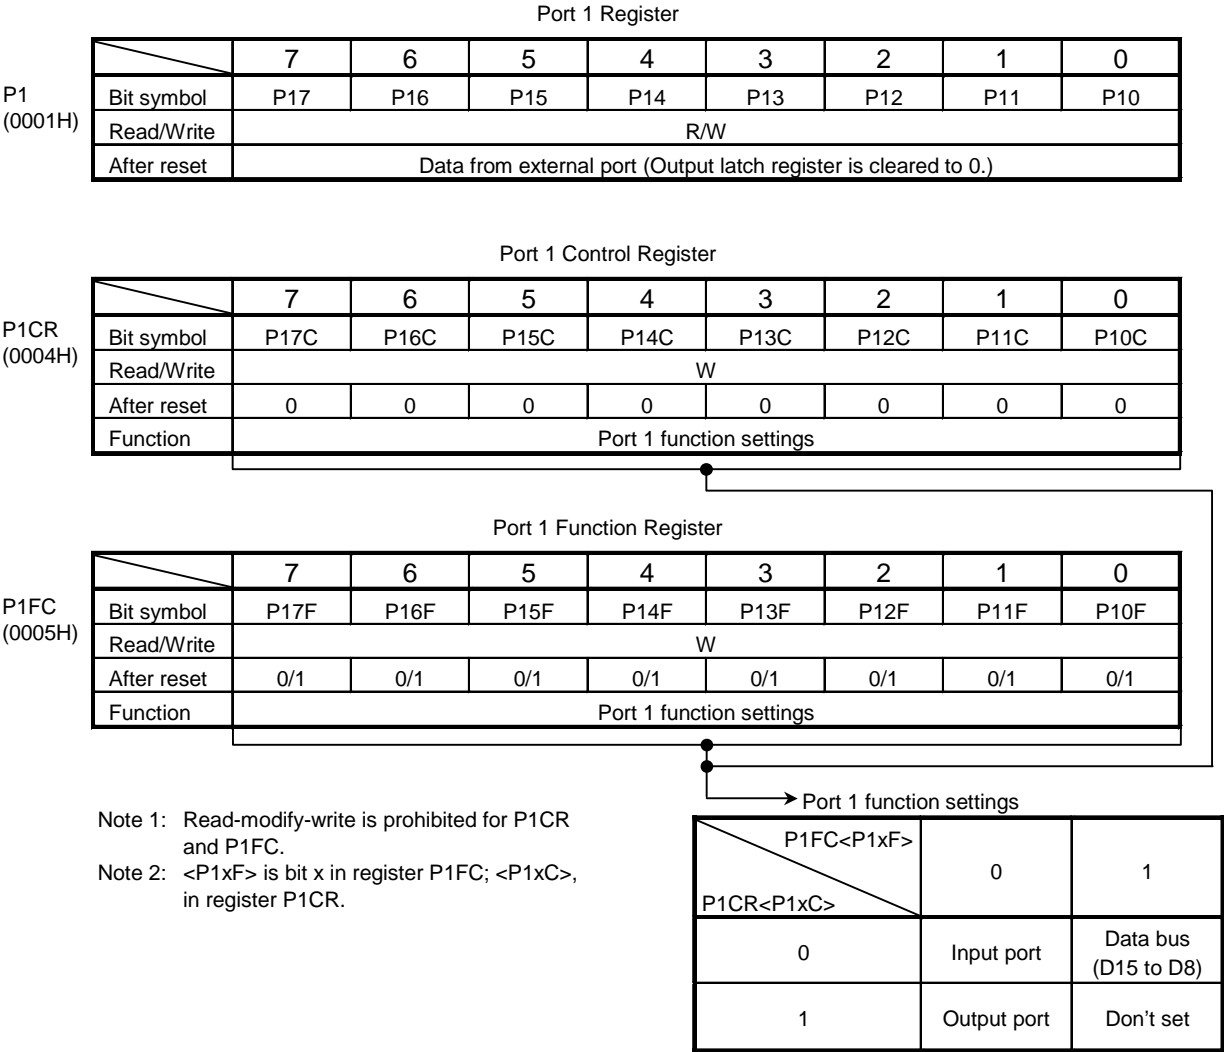 Port 1 Register
7 6 5 4 3 2 1 0
P1
(0001H)
Bit symbol P17 P16 P15 P14 P13 P12 P11 P10
Read/Write R/W
After reset Data from external port (Output latch register is cleared to 0.)
Port 1 Control Register
7 6 5 4 3 2 1 0
P1CR
(0004H)
Bit symbol P17C P16C P15C P14C P13C P12C P11C P10C
Read/Write W
After reset 0 0 0 0 0 0 0 0
Function Port 1 function settings
Port 1 Function Register
7 6 5 4 3 2 1 0
P1FC
(0005H)
Bit symbol P17F P16F P15F P14F P13F P12F P11F P10F
Read/Write W
After reset 0/1 0/1 0/1 0/1 0/1 0/1 0/1 0/1
Function Port 1 function settings
Note 1: Read-modify-write is prohibited for P1CR
and P1FC.
Note 2: <P1xF> is bit x in register P1FC; <P1xC>,
in register P1CR.
Port 1 function settings
P1FC<P1xF>
P1CR<P1xC>
0 1
0 Input port Data bus
(D15 to D8)
1 Output port Don't set